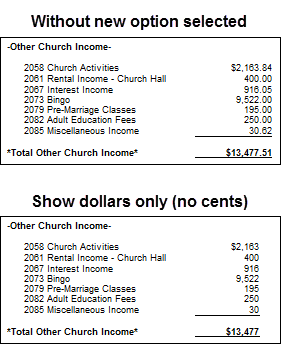 Without new option selected
-Other Church Income-
2058 Church Activities $2,163.84
2061 Rental Income - Church Hall 400.00
2067 Interest Income 916.05
2073 Bingo 9,522.00
2079 Pre-Marriage Classes 195.00
2082 Adult Education Fees 250.00
2085 Miscellaneous Income 30.62
*Total Other Church Income* $13,477.51
Show dollars only (no cents)
-Other Church Income-
2058 Church Activities $2,163
2061 Rental Income - Church Hall 400
2067 Interest Income 916
2073 Bingo 9,522
2079 Pre-Marriage Classes 195
2082 Adult Education Fees 250
2085 Miscellaneous Income 30
*Total Other Church Income* $13,477